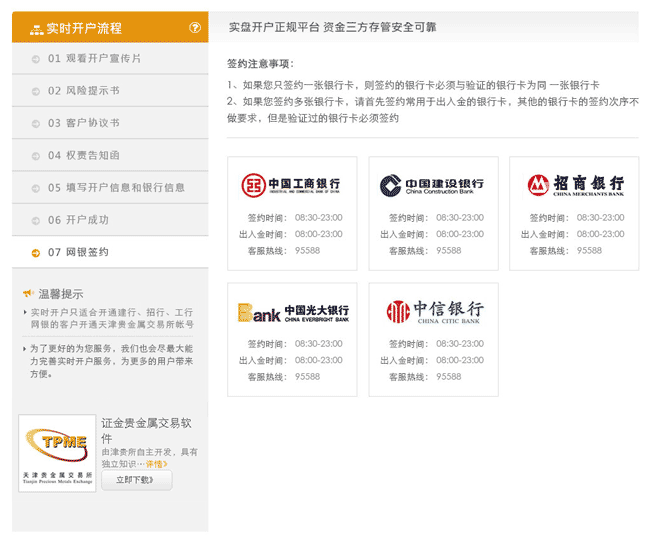 实时开户流程
?
01 观看开户宣传片
02 风险提示书
03 客户协议书
04 权责告知函
05 填写开户信息和银行信息
06 开户成功
07 网银签约
温馨提示
实时开户只适合开通建行、招行、工行
网银的客户开通天津贵金属交易所帐号
为了更好的为您服务，我们也会尽最大能
力完善实时开户服务，为更多的用户带来
方便。
TPME
天津贵金属交易所
Tianjin Precious Metals Exchange
证金贵金属交易软
件
由津贵所自主开发，具有
独立知识…详情》
立即下载》
实盘开户正规平台 资金三方存管安全可靠
签约注意事项：
1、如果您只签约一张银行卡，则签约的银行卡必须与验证的银行卡为同 一张银行卡
2、如果您签约多张银行卡，请首先签约常用于出入金的银行卡，其他的银行卡的签约次序不
做要求，但是验证过的银行卡必须签约
中国工商银行
INDUSTRIAL AND COMMERCIAL BANK OF CHINA
签约时间： 08:30-23:00
出入金时间： 08:00-23:00
客服热线： 95588
中国建设银行
China Construction Bank
签约时间： 08:30-23:00
出入金时间： 08:00-23:00
客服热线： 95588
招商银行
CHINA MERCHANTS BANK
签约时间： 08:30-23:00
出入金时间： 08:00-23:00
客服热线： 95588
Bank 中国光大银行
CHINA EVERBRIGHT BANK
签约时间： 08:30-23:00
出入金时间： 08:00-23:00
客服热线： 95588
中信银行
CHINA CITIC BANK
签约时间： 08:30-23:00
出入金时间： 08:00-23:00
客服热线： 95588